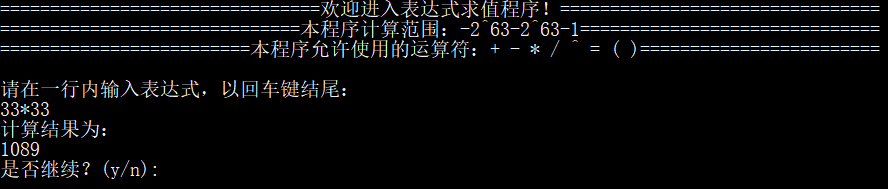 ================================欢迎进入表达式求值程序！================================
==============================本程序计算范围：-2^63-2^63-1==============================
=========================本程序允许使用的运算符：+ - * / ^ = ( )========================
请在一行内输入表达式，以回车键结尾：
33*33
计算结果为：
1089
是否继续？(y/n):